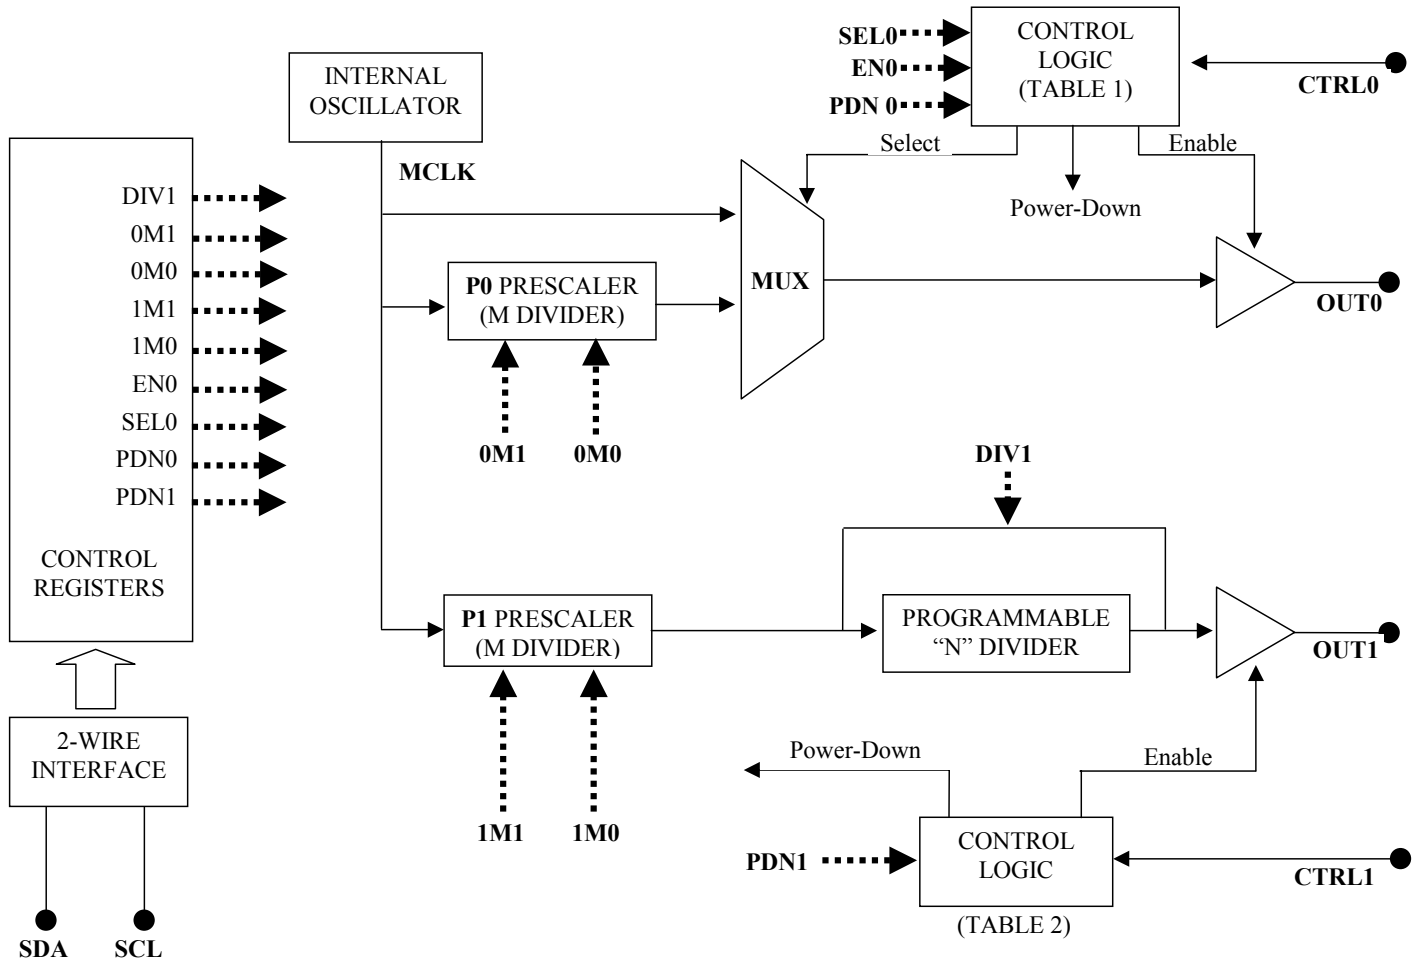 SEL0
EN0
PDN 0
CONTROL
LOGIC
(TABLE 1)
CTRL0
INTERNAL
OSCILLATOR
MCLK
Select
Enable
Power-Down
DIV1
0M1
0M0
1M1
1M0
EN0
SEL0
PDN0
PDN1
CONTROL
REGISTERS
P0 PRESCALER
(M DIVIDER)
MUX
OUT0
0M1
0M0
DIV1
P1 PRESCALER
(M DIVIDER)
PROGRAMMABLE
“N” DIVIDER
OUT1
2-WIRE
INTERFACE
Power-Down
Enable
1M1
1M0
PDN1
CONTROL
LOGIC
(TABLE 2)
CTRL1
SDA
SCL